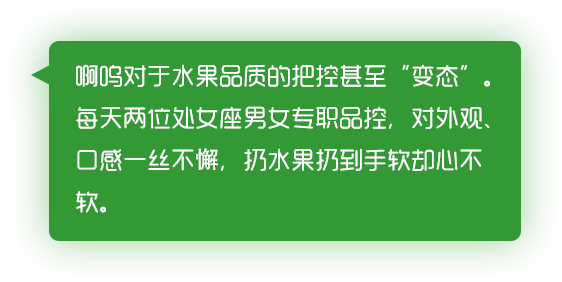 啊呜对于水果品质的把控甚至“变态”。
每天两位处女座男女专职品控，对外观、
口感一丝不懈，扔水果扔到手软却心不
软。